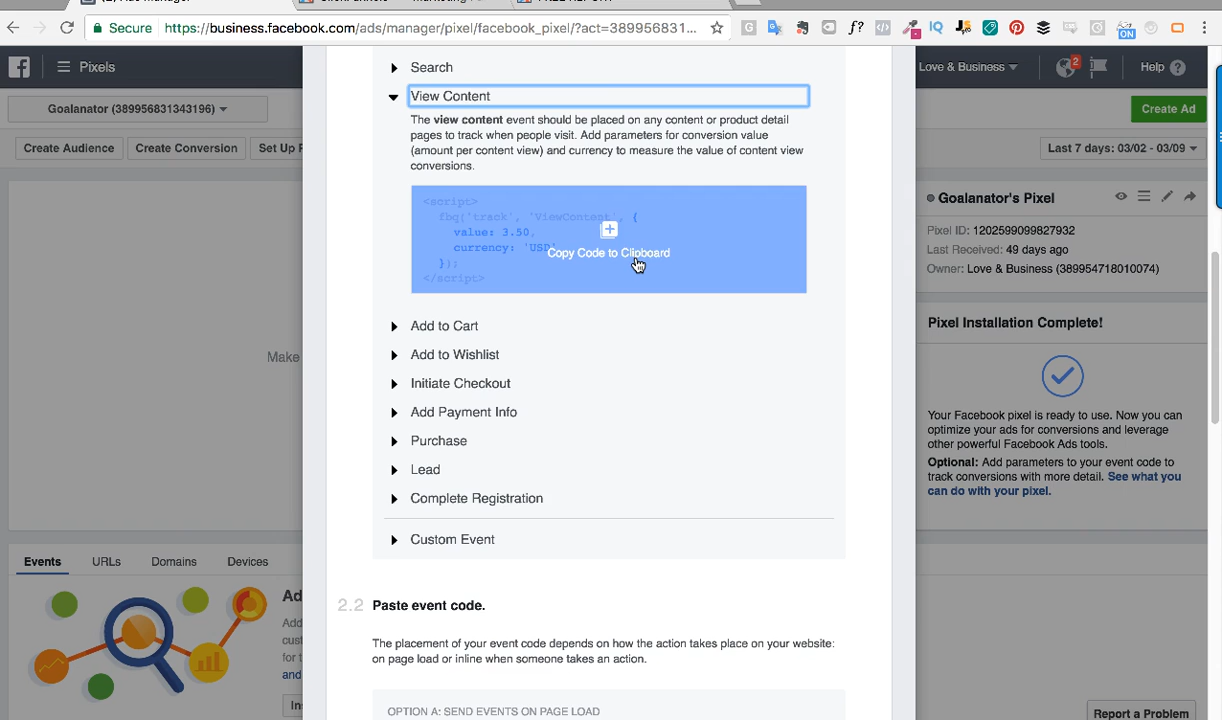 Secure
https://business.facebook.com/ads/manager/pixel/facebook_pixel/?act=389956831...
Pixels
Love & Business
2
Help
Goalanator (389956831343196)
Create Ad
Create Audience
Create Conversion
Set Up P
Last 7 days: 03/02 - 03/09
Search
View Content
The view content event should be placed on any content or product detail
pages to track when people visit. Add parameters for conversion value
(amount per content view) and currency to measure the value of content view
conversions.
<script>
fbq('track', 'ViewContent', {
value: 3.50,
currency: 'USD'
});
</script>
Copy Code to Clipboard
Add to Cart
Add to Wishlist
Initiate Checkout
Add Payment Info
Purchase
Lead
Complete Registration
Custom Event
2.2 Paste event code.
The placement of your event code depends on how the action takes place on your website:
on page load or inline when someone takes an action.
OPTION A: SEND EVENTS ON PAGE LOAD
Make
Goalanator's Pixel
Pixel ID: 1202599099827932
Last Received: 49 days ago
Owner: Love & Business (389954718010074)
Pixel Installation Complete!
Your Facebook pixel is ready to use. Now you can
optimize your ads for conversions and leverage
other powerful Facebook Ads tools.
Optional: Add parameters to your event code to
track conversions with more detail. See what you
can do with your pixel.
Events
URLs
Domains
Devices
Ad
Add
cust
for t
and
Ins
Report a Problem